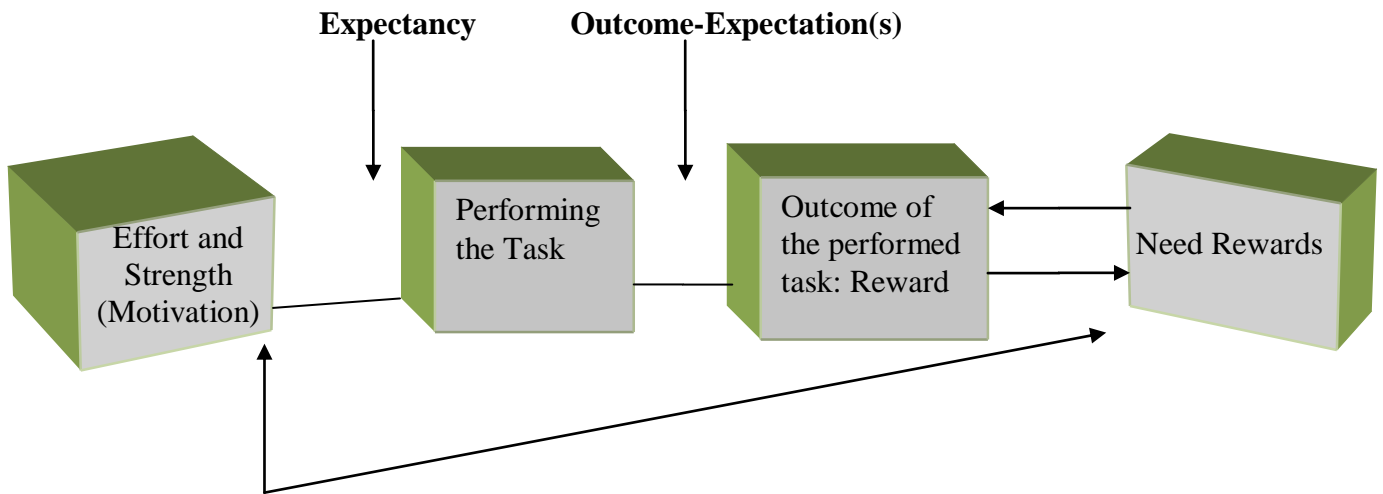 Expectancy
Outcome-Expectation(s)
Effort and
Strength
(Motivation)
Performing
the Task
Outcome of
the performed
task: Reward
Need Rewards